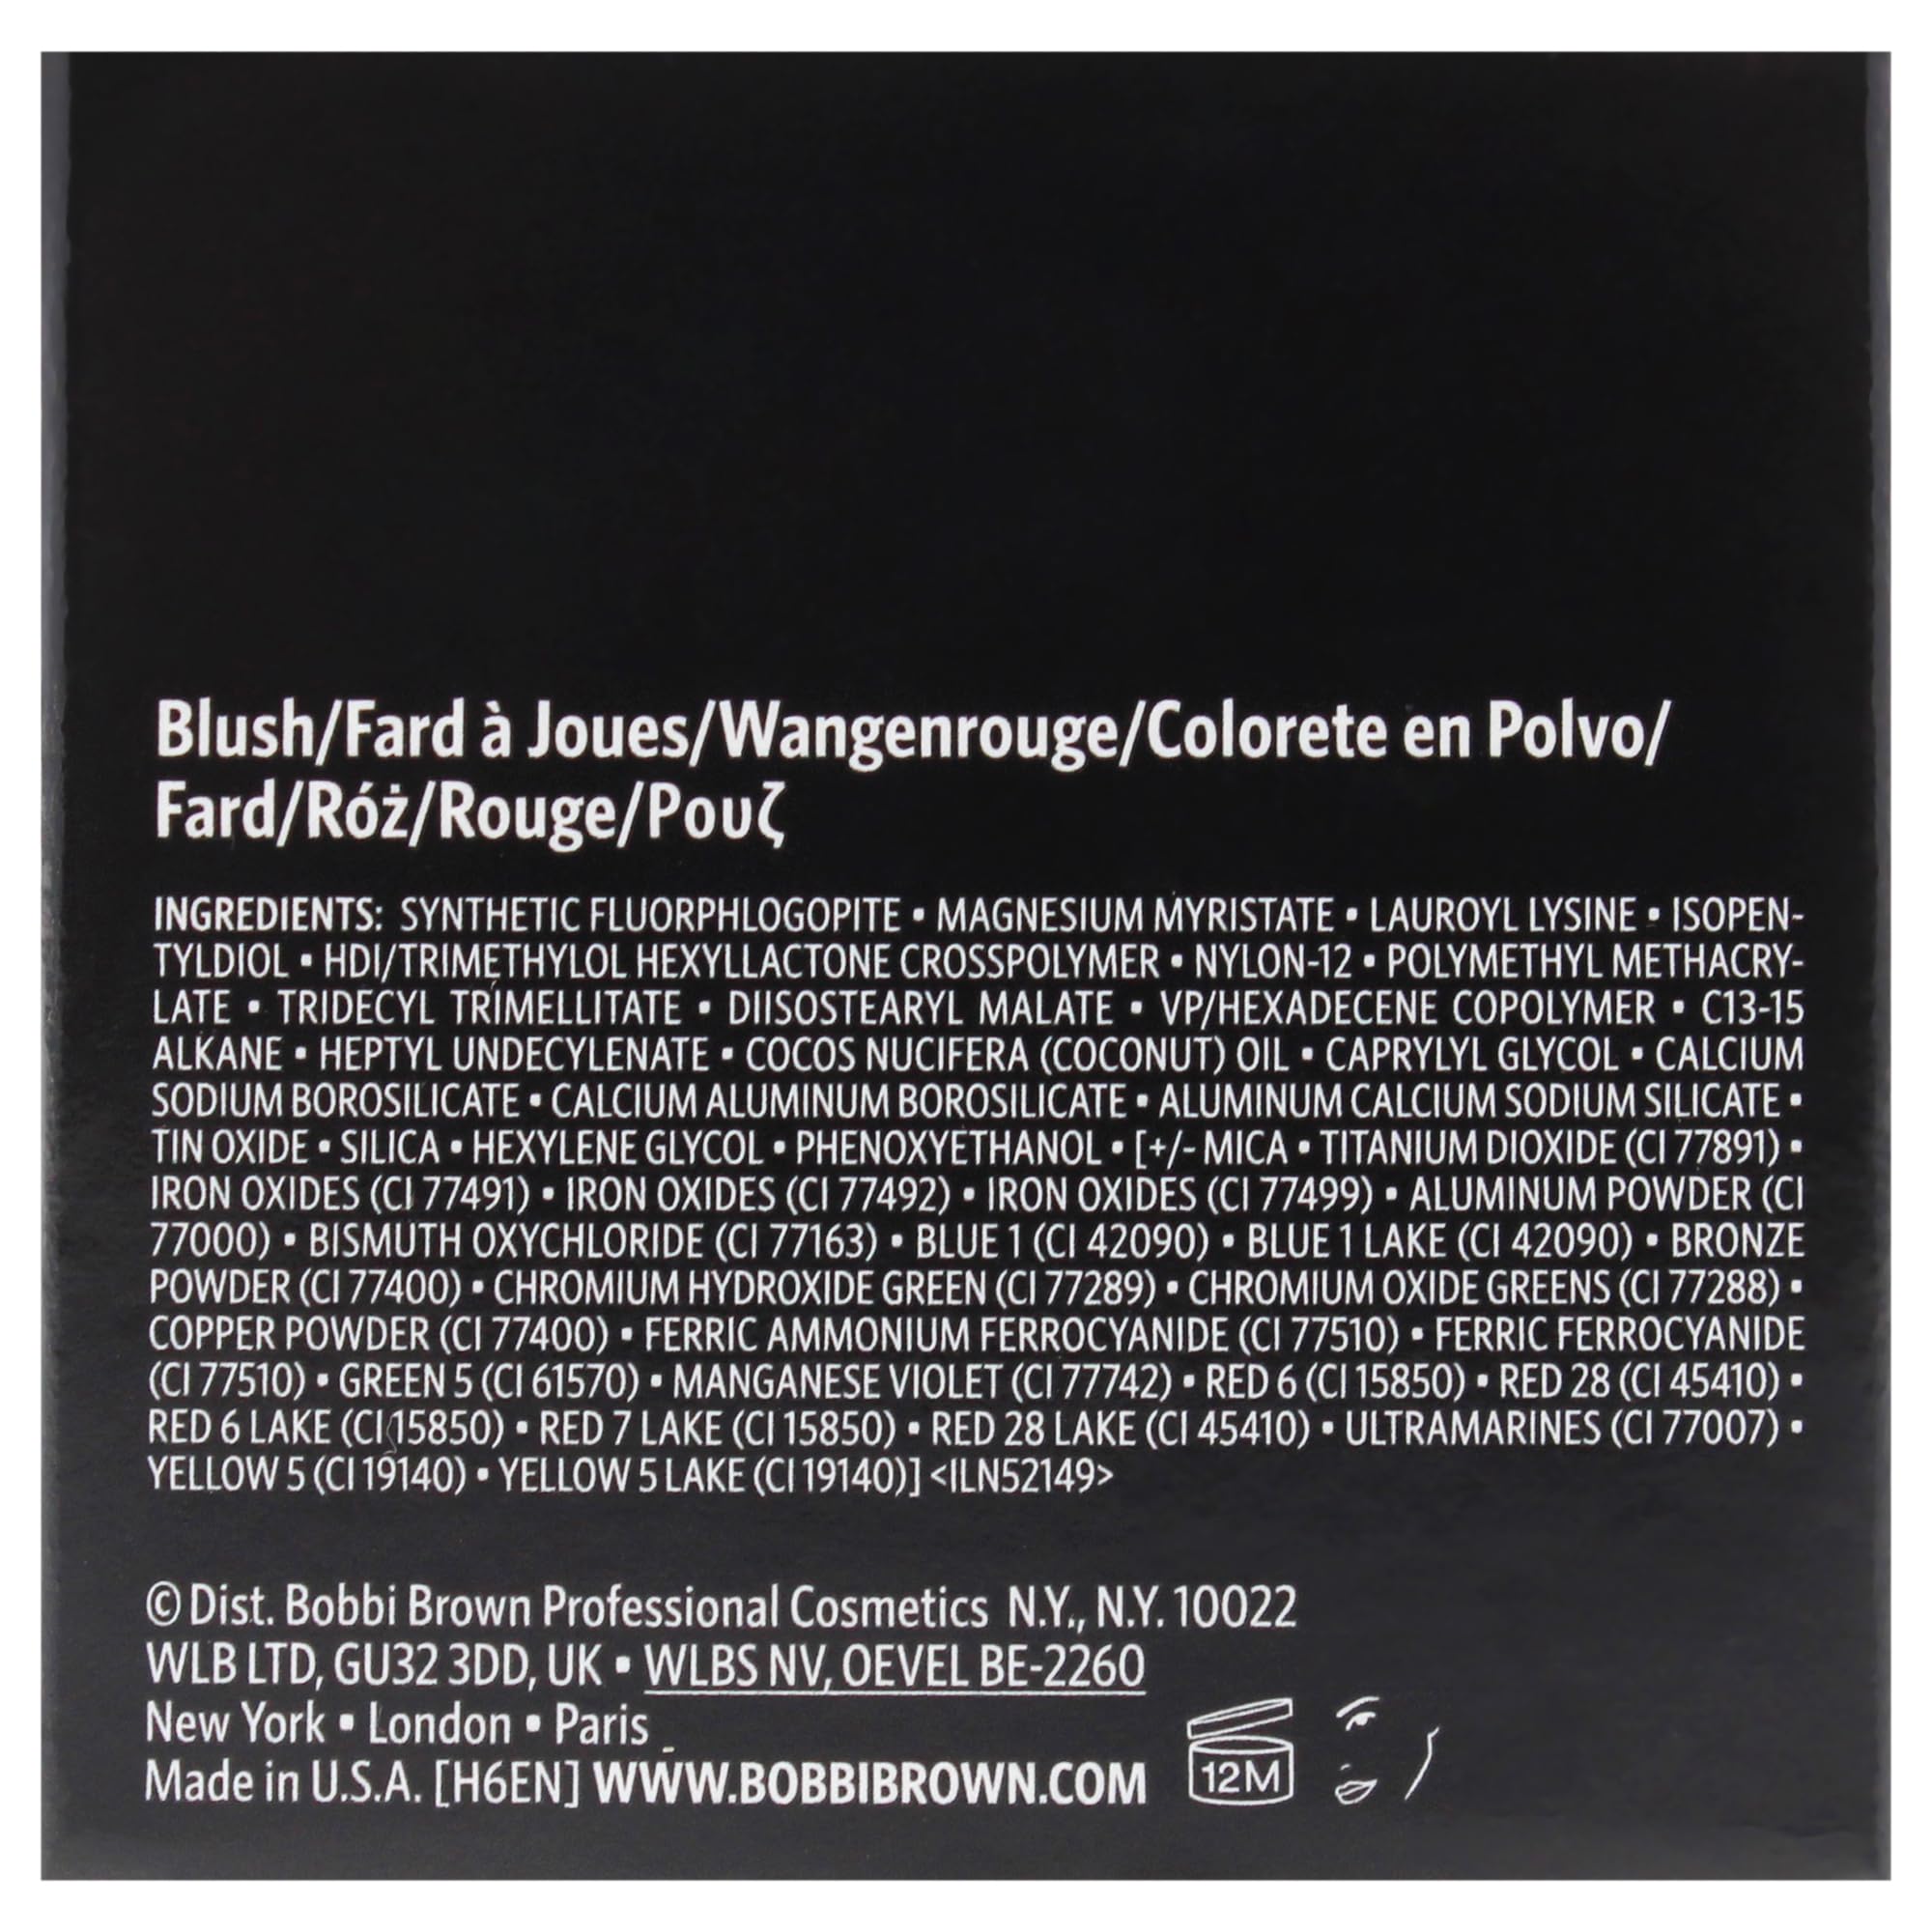 Blush/Fard à Joues/Wangenrouge/Colorete en Polvo/
Fard/Róż/Rouge/Ρουζ
INGREDIENTS: SYNTHETIC FLUORPHLOGOPITE • MAGNESIUM MYRISTATE • LAUROYL LYSINE • ISOPEN-
TYLDIOL • HDI/TRIMETHYLOL HEXYLLACTONE CROSSPOLYMER • NYLON-12 • POLYMETHYL METHACRY-
LATE • TRIDECYL TRIMELLITATE • DIISOSTEARYL MALATE • VP/HEXADECENE COPOLYMER • C13-15
ALKANE • HEPTYL UNDECYLENATE • COCOS NUCIFERA (COCONUT) OIL • CAPRYLYL GLYCOL • CALCIUM
SODIUM BOROSILICATE • CALCIUM ALUMINUM BOROSILICATE • ALUMINUM CALCIUM SODIUM SILICATE •
TIN OXIDE • SILICA • HEXYLENE GLYCOL • PHENOXYETHANOL • [+/- MICA • TITANIUM DIOXIDE (CI 77891) •
IRON OXIDES (CI 77491) • IRON OXIDES (CI 77492) • IRON OXIDES (CI 77499) • ALUMINUM POWDER (CI
77000) • BISMUTH OXYCHLORIDE (CI 77163) • BLUE 1 (CI 42090) • BLUE 1 LAKE (CI 42090) • BRONZE
POWDER (CI 77400) • CHROMIUM HYDROXIDE GREEN (CI 77289) • CHROMIUM OXIDE GREENS (CI 77288) •
COPPER POWDER (CI 77400) • FERRIC AMMONIUM FERROCYANIDE (CI 77510) • FERRIC FERROCYANIDE
(CI 77510) • GREEN 5 (CI 61570) • MANGANESE VIOLET (CI 77742) • RED 6 (CI 15850) • RED 28 (CI 45410) •
RED 6 LAKE (CI 15850) • RED 7 LAKE (CI 15850) • RED 28 LAKE (CI 45410) • ULTRAMARINES (CI 77007) •
YELLOW 5 (CI 19140) • YELLOW 5 LAKE (CI 19140)] <ILN52149>
© Dist. Bobbi Brown Professional Cosmetics N.Y., N.Y. 10022
WLB LTD, GU32 3DD, UK • WLBS NV, OEVEL BE-2260
New York • London • Paris
Made in U.S.A. [H6EN] WWW.BOBBIBROWN.COM
12M